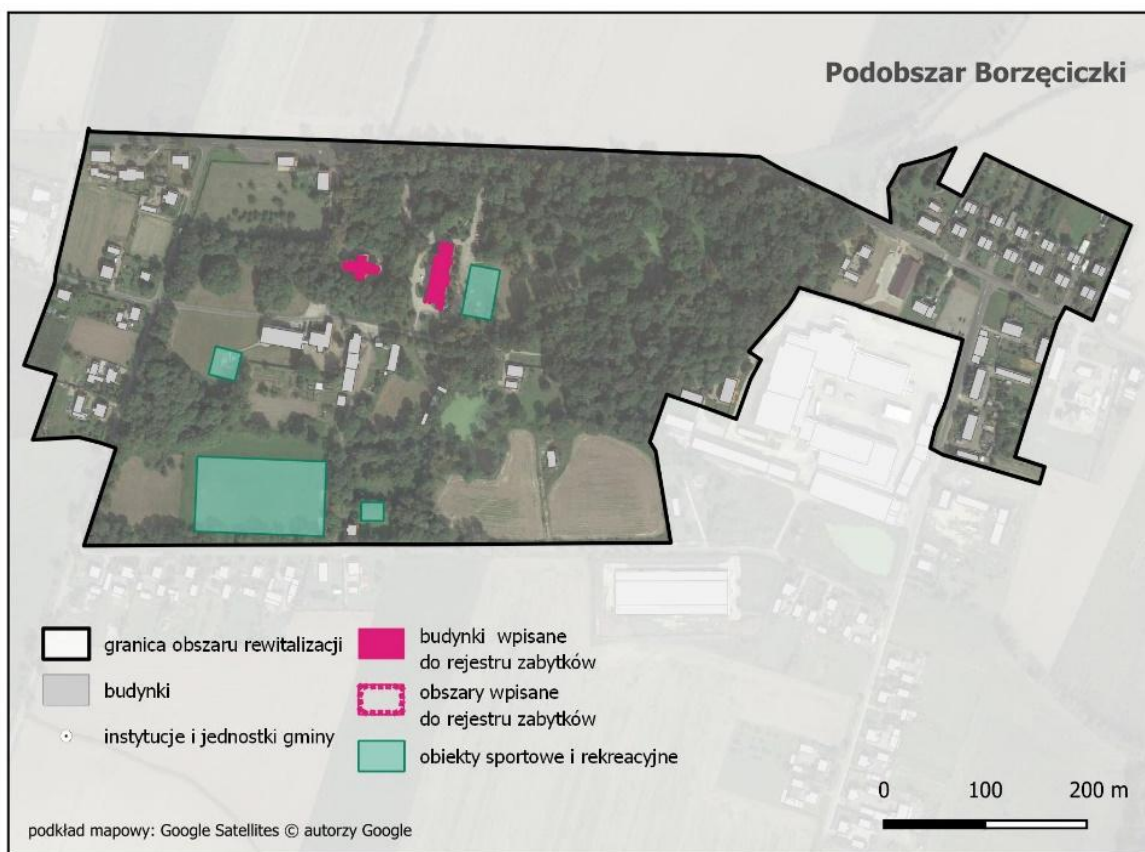 Podobszar Borzęciczki
granica obszaru rewitalizacji
budynki
instytucje i jednostki gminy
budynki wpisane
do rejestru zabytków
obszary wpisane
do rejestru zabytków
obiekty sportowe i rekreacyjne
0 100 200 m
podkład mapowy: Google Satellites © autorzy Google